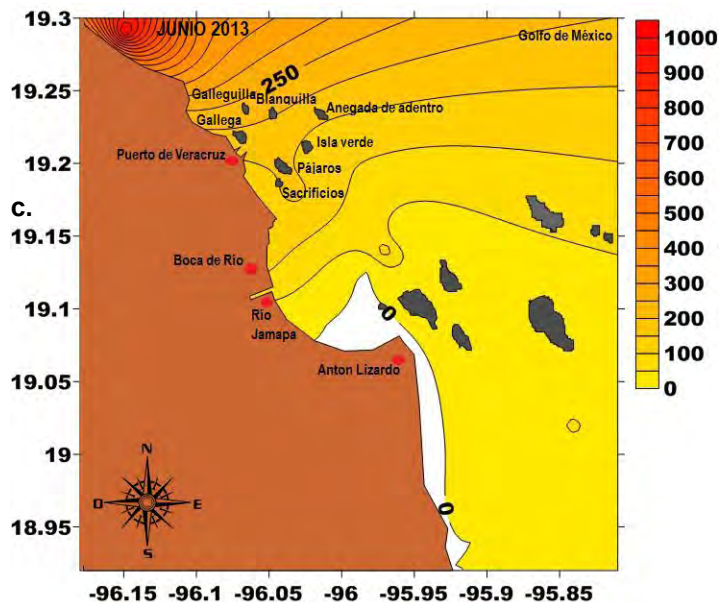 19.3
JUNIO 2013
Golfo de México
250
Galleguilla
Blanquilla
Anegada de adentro
19.25
Gallega
Isla verde
Puerto de Veracruz
19.2
Pájaros
Sacrificios
c.
19.15
Boca de Río
19.1
Río
Jamapa
0
Anton Lizardo
19.05
19
N
O E
S
0
18.95
-96.15 -96.1 -96.05 -96 -95.95 -95.9 -95.85
1000
900
800
700
600
500
400
300
200
100
0